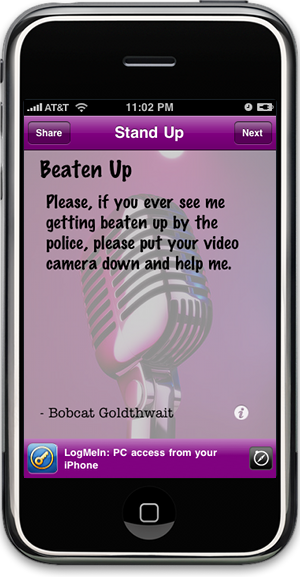 AT&T 11:02 PM
Share Stand Up Next
Beaten Up
Please, if you ever see me
getting beaten up by the
police, please put your video
camera down and help me.
- Bobcat Goldthwait
LogMeIn: PC access from your
iPhone